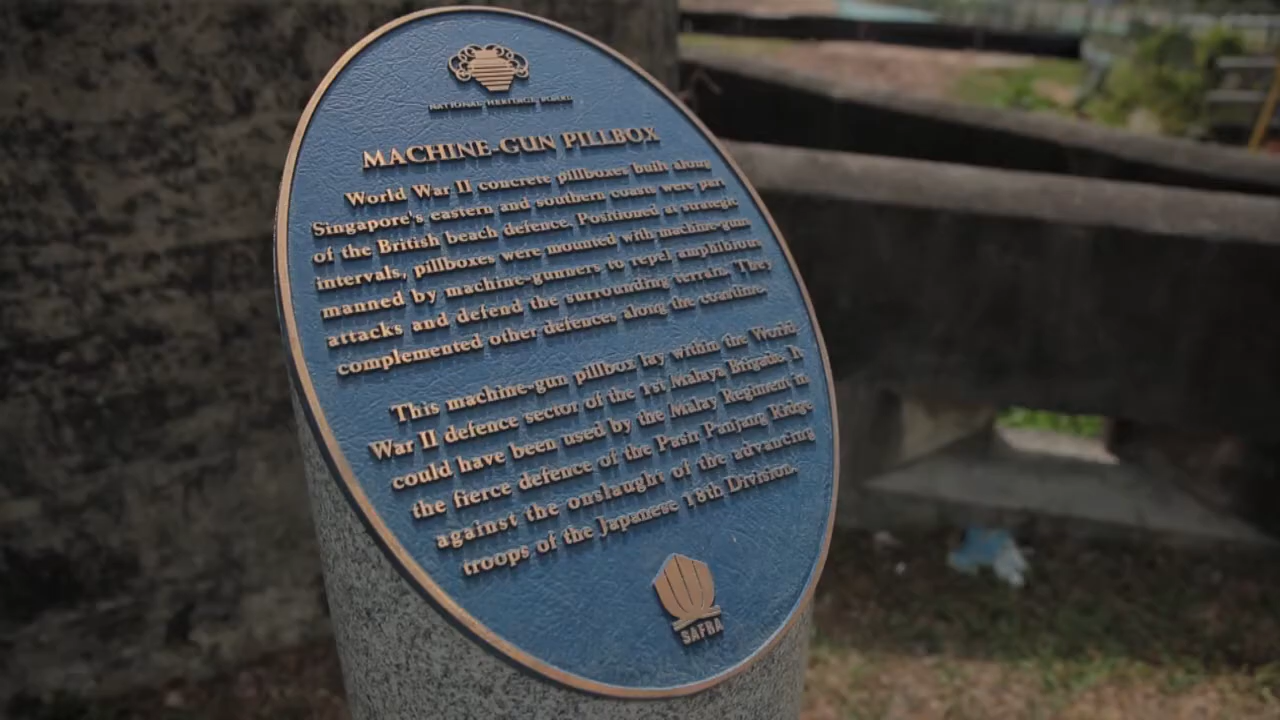 NATIONAL HERITAGE BOARD
MACHINE-GUN PILLBOX
World War II concrete pillboxes built along
Singapore's eastern and southern coasts were part
of the British beach defence. Positioned at strategic
intervals, pillboxes were mounted with machine-gun
manned by machine-gunners to repel amphibious
attacks and defend the surrounding terrain. They
complemented other defences along the coastline.
This machine-gun pillbox lay within the World
War II defence sector of the 1st Malaya Brigade. It
could have been used by the Malay Regiment in
the fierce defence of the Pasir Panjang Ridge
against the onslaught of the advancing
troops of the Japanese 18th Division.
SAFRA